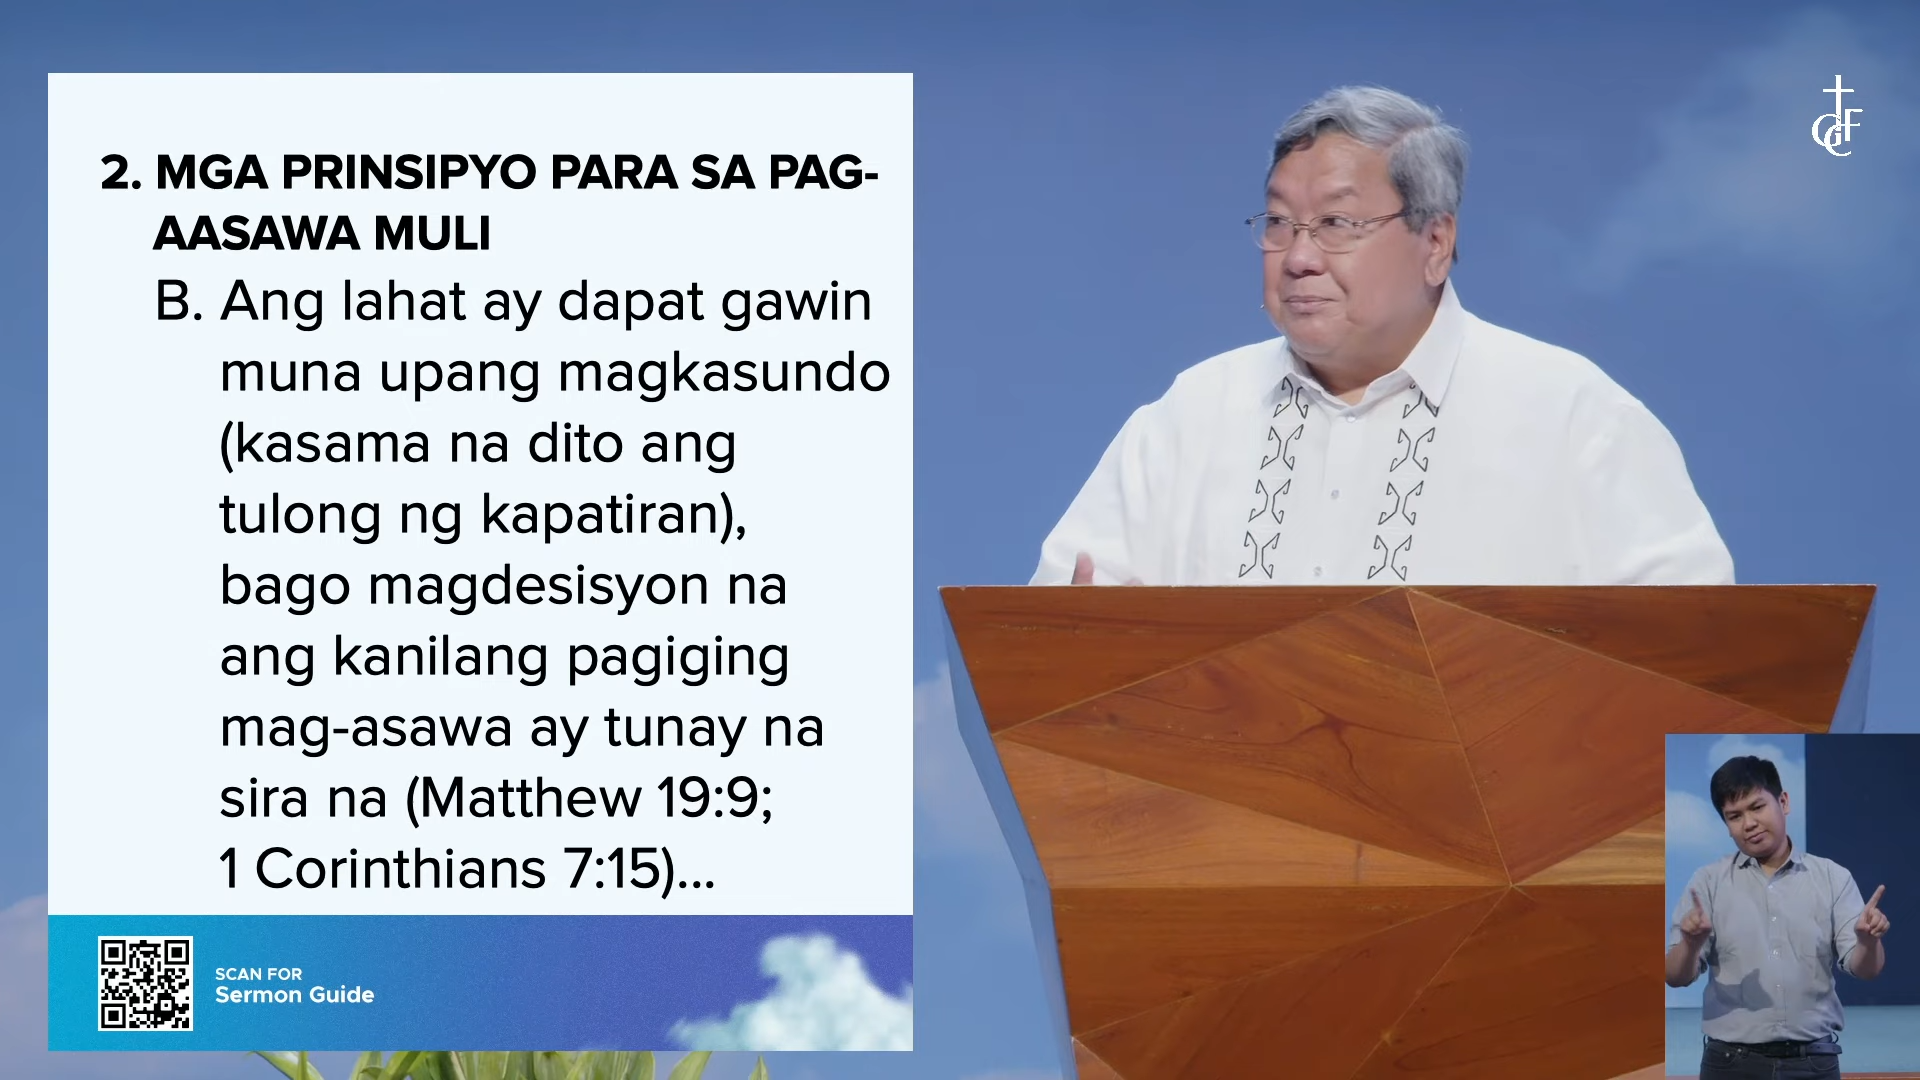 2. MGA PRINSIPYO PARA SA PAG-
AASAWA MULI
B. Ang lahat ay dapat gawin
muna upang magkasundo
(kasama na dito ang
tulong ng kapatiran),
bago magdesisyon na
ang kanilang pagiging
mag-asawa ay tunay na
sira na (Matthew 19:9;
1 Corinthians 7:15)...
SCAN FOR
Sermon Guide
GCF